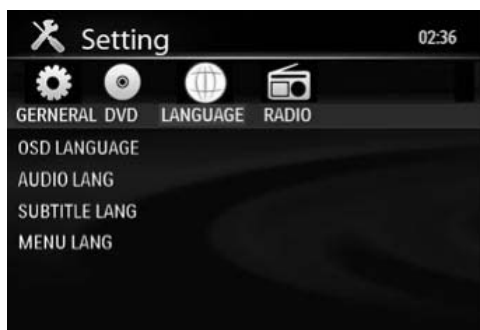 Setting 02:36
GERNERAL DVD LANGUAGE RADIO
OSD LANGUAGE
AUDIO LANG
SUBTITLE LANG
MENU LANG